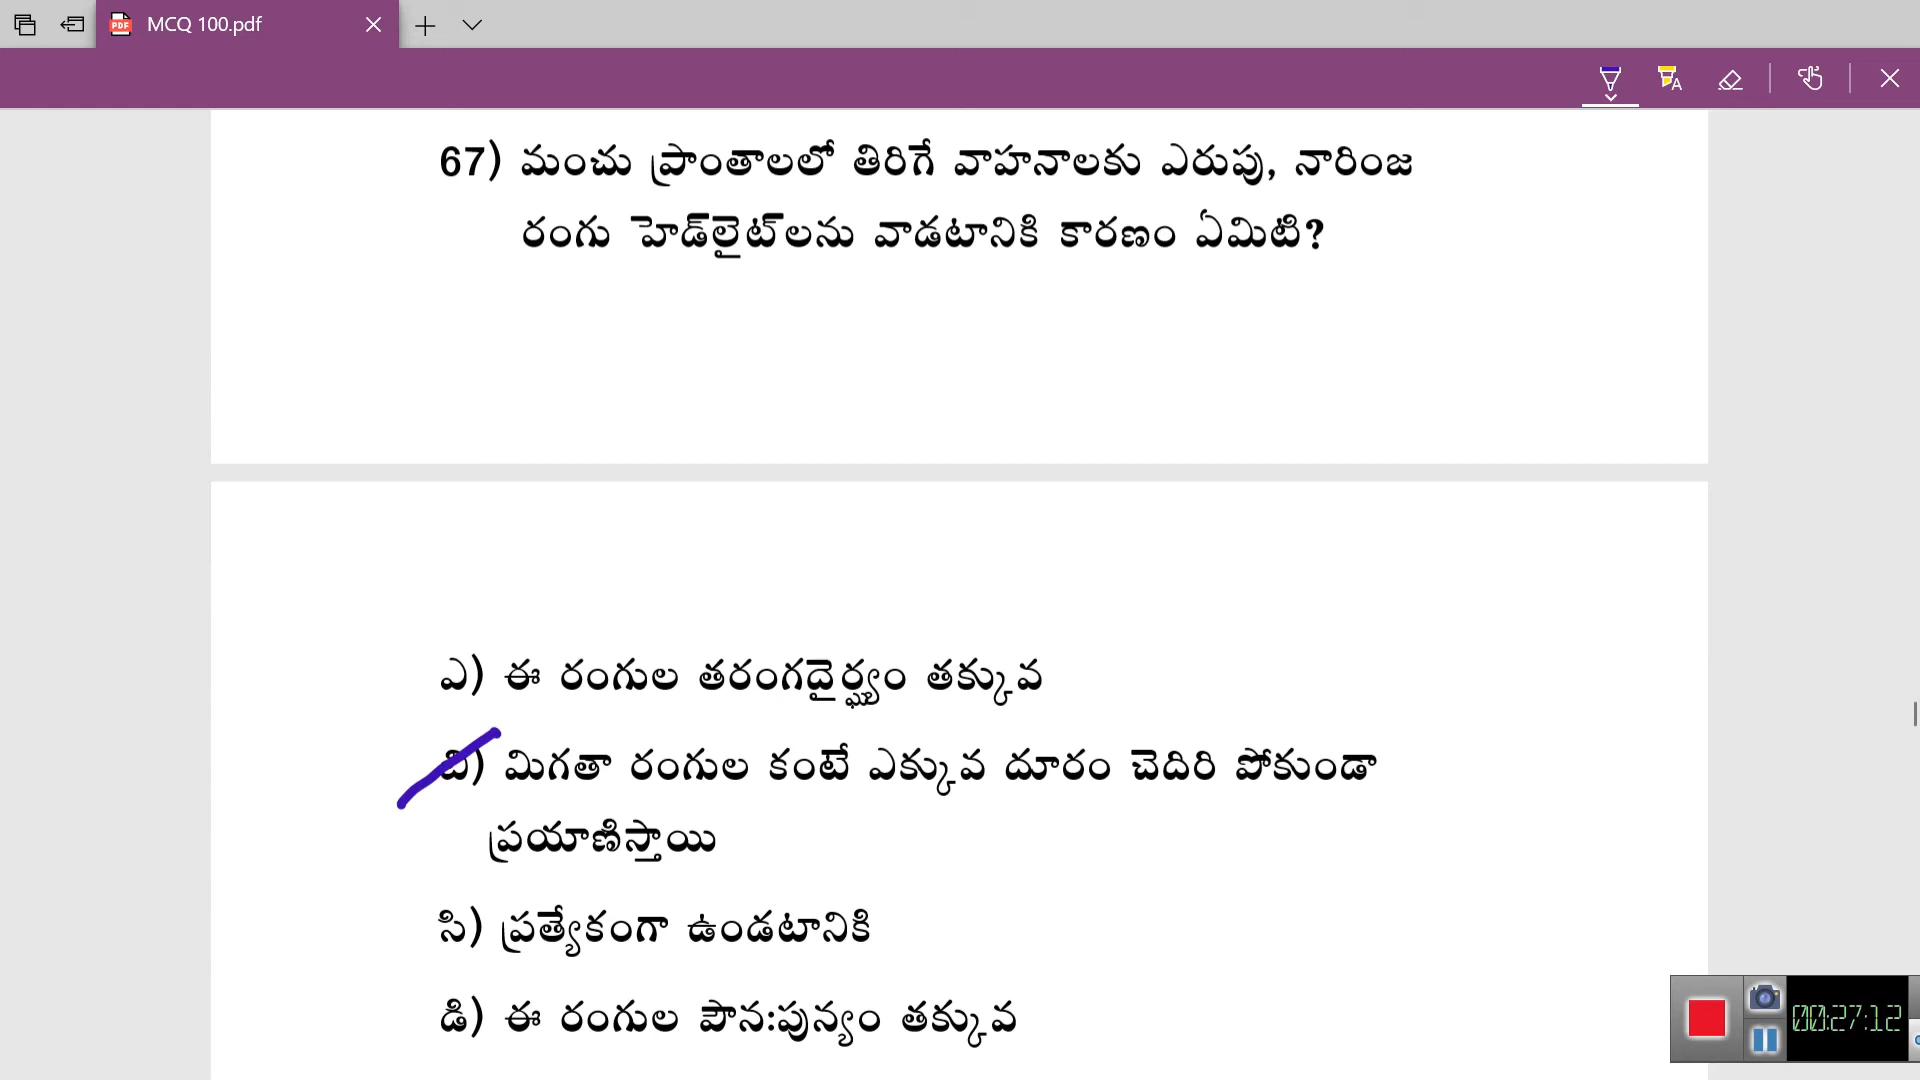 MCQ 100.pdf
67) మంచు ప్రాంతాలలో తిరిగే వాహనాలకు ఎరుపు, నారింజ
రంగు హెడ్‌లైట్‌లను వాడటానికి కారణం ఏమిటి?
ఎ) ఈ రంగుల తరంగదైర్ఘ్యం తక్కువ
బి) మిగతా రంగుల కంటే ఎక్కువ దూరం చెదిరి పోకుండా
ప్రయాణిస్తాయి
సి) ప్రత్యేకంగా ఉండటానికి
డి) ఈ రంగుల పౌనఃపున్యం తక్కువ
00:27:12